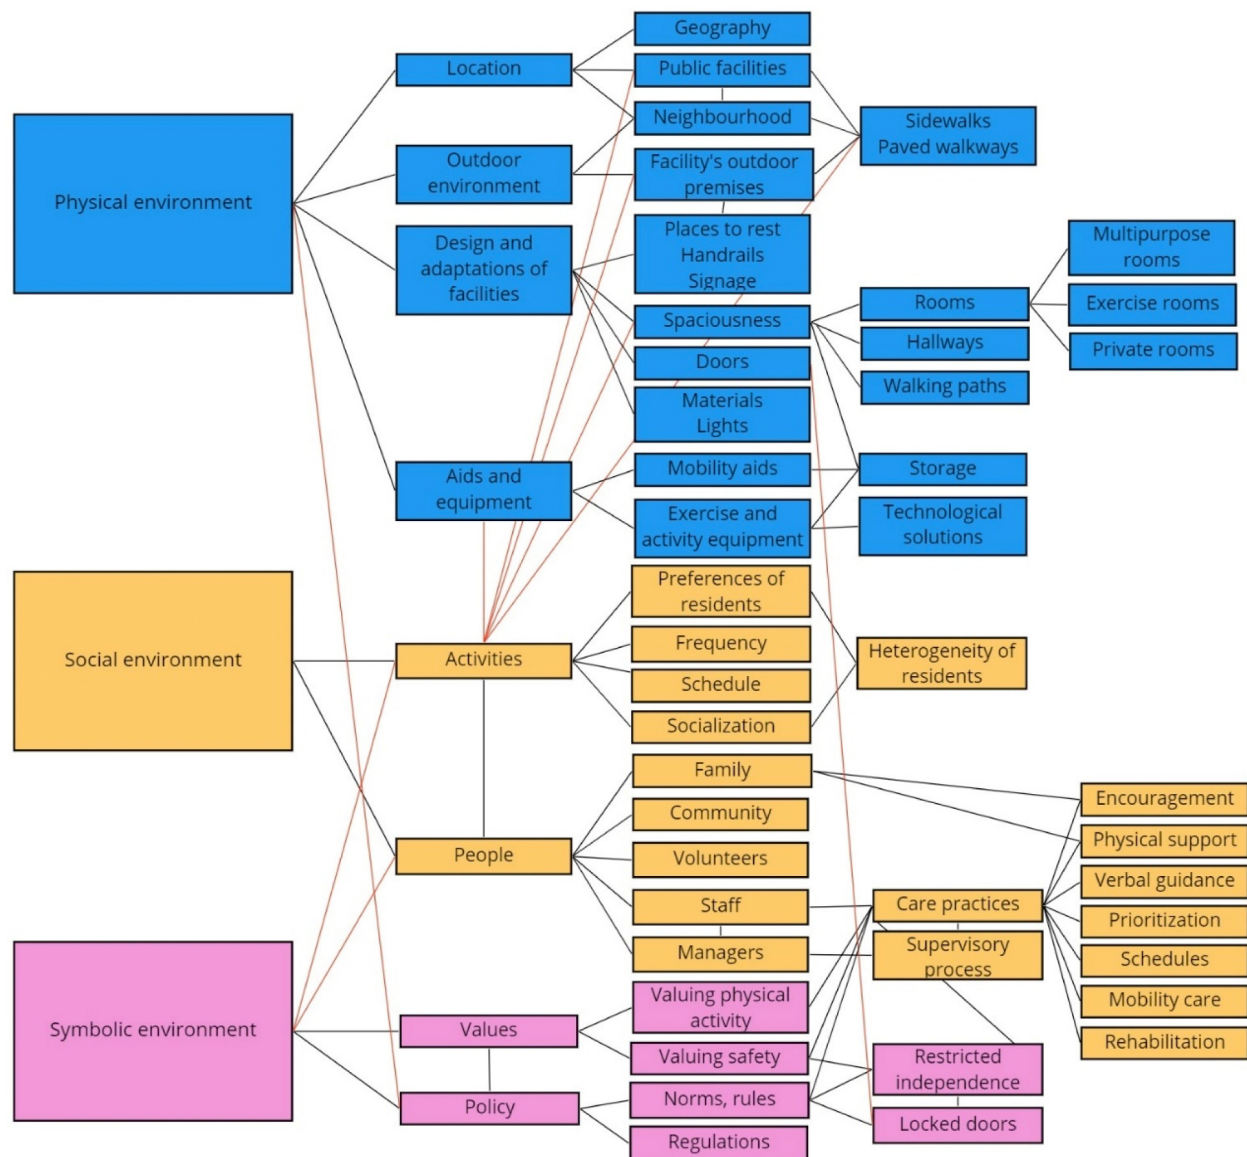 Physical environment
Location
Outdoor
environment
Design and
adaptations of
facilities
Aids and
equipment
Geography
Public facilities
Neighbourhood
Facility's outdoor
premises
Places to rest
Handrails
Signage
Spaciousness
Doors
Materials
Lights
Mobility aids
Exercise and
activity equipment
Sidewalks
Paved walkways
Rooms
Hallways
Walking paths
Storage
Technological
solutions
Multipurpose
rooms
Exercise rooms
Private rooms
Social environment
Activities
People
Preferences of
residents
Frequency
Schedule
Socialization
Family
Community
Volunteers
Staff
Managers
Heterogeneity of
residents
Care practices
Supervisory
process
Encouragement
Physical support
Verbal guidance
Prioritization
Schedules
Mobility care
Rehabilitation
Symbolic environment
Values
Policy
Valuing physical
activity
Valuing safety
Norms, rules
Regulations
Restricted
independence
Locked doors